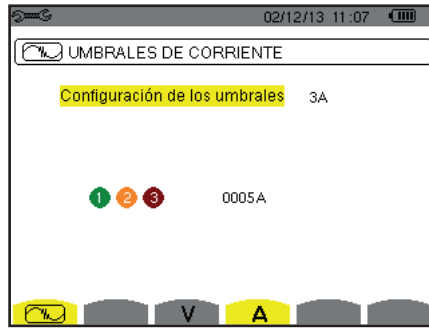 02/12/13 11:07
UMBRALES DE CORRIENTE
Configuración de los umbrales 3A
1 2 3 0005A
V A